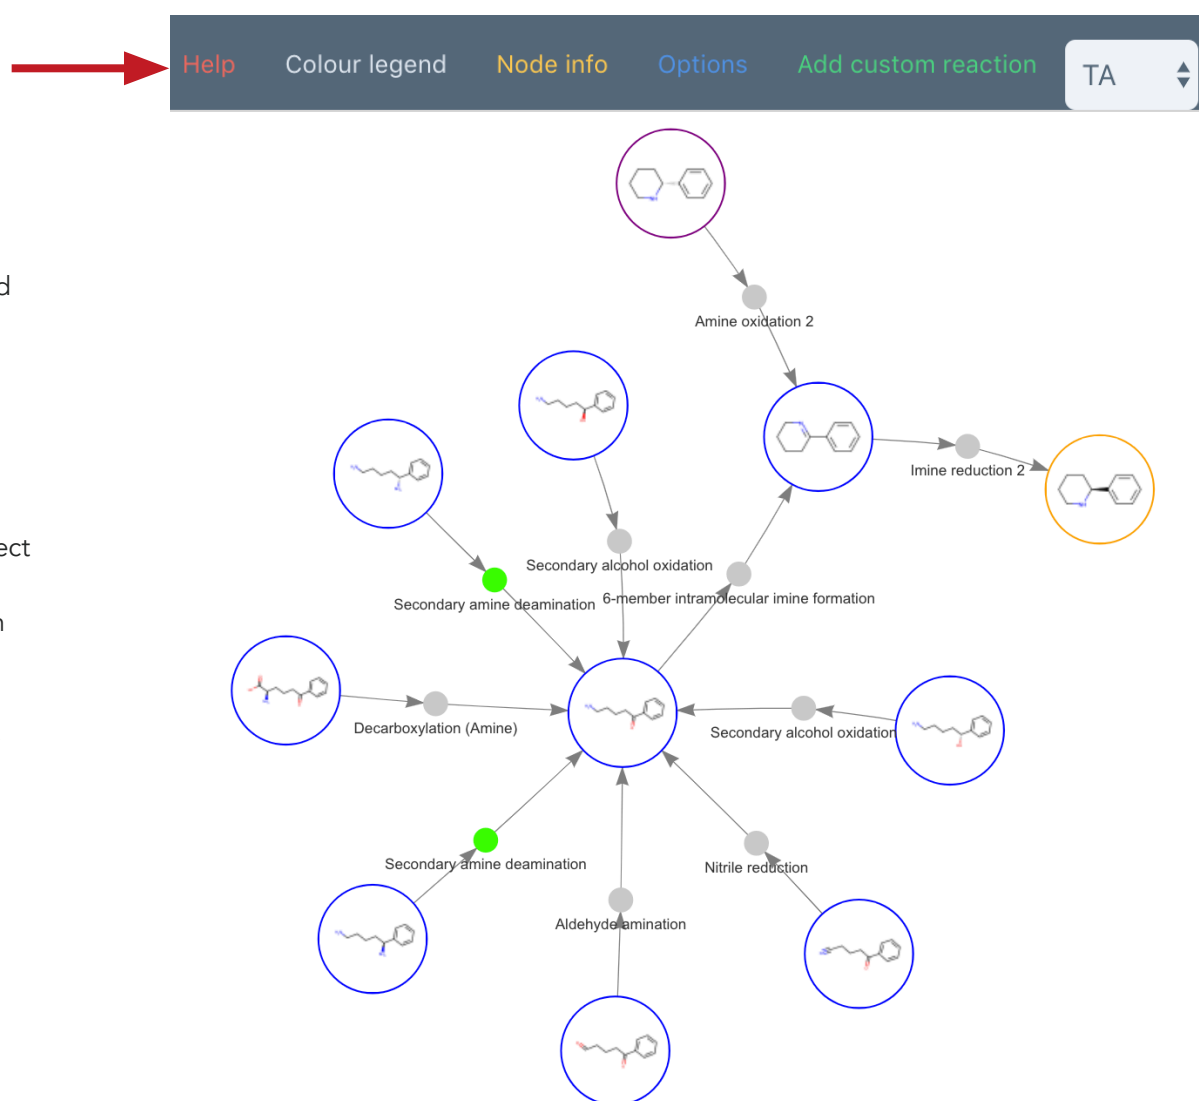 Help Colour legend Node info Options Add custom reaction TA
d
Amine oxidation 2
Imine reduction 2
ect
Secondary alcohol oxidation
Secondary amine deamination
6-member intramolecular imine formation
n
Decarboxylation (Amine)
Secondary alcohol oxidation
Secondary amine deamination
Nitrile reduction
Aldehyde amination